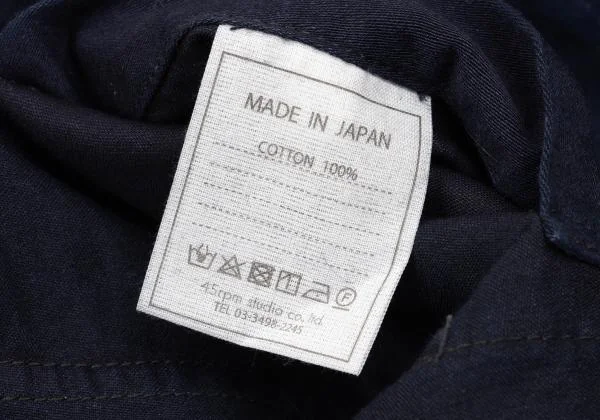 MADE IN JAPAN
COTTON 100%
45rpm studio co., ltd.
TEL 03-3498-2245